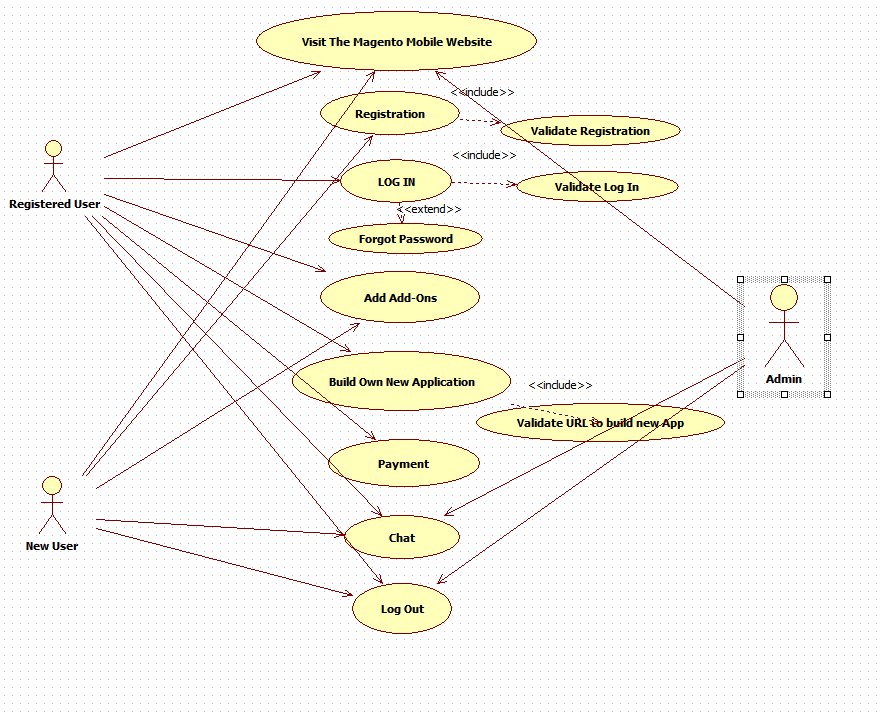 Visit The Magento Mobile Website
<<include>>
Registration
Validate Registration
<<include>>
LOG IN
Validate Log In
Registered User
<<extend>>
Forgot Password
Add Add-Ons
Admin
Build Own New Application
<<include>>
Validate URL to build new App
Payment
Chat
New User
Log Out